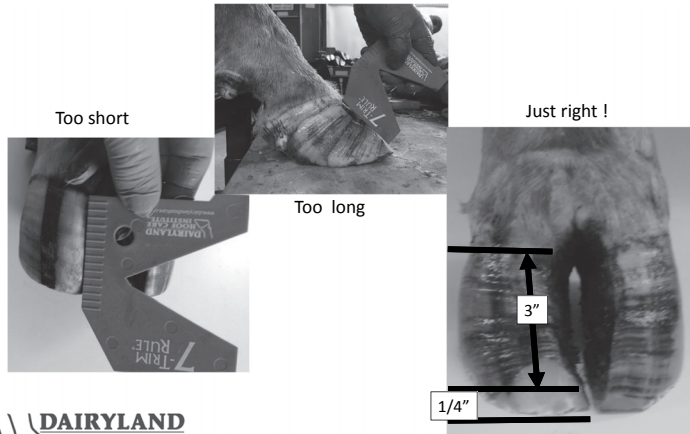 Too short
Too long
Just right !
3”
1/4”
7-TRIM
RULE
DAIRYLAND
HOOF CARE
INSTITUTE
7-TRIM
RULE
DAIRYLAND